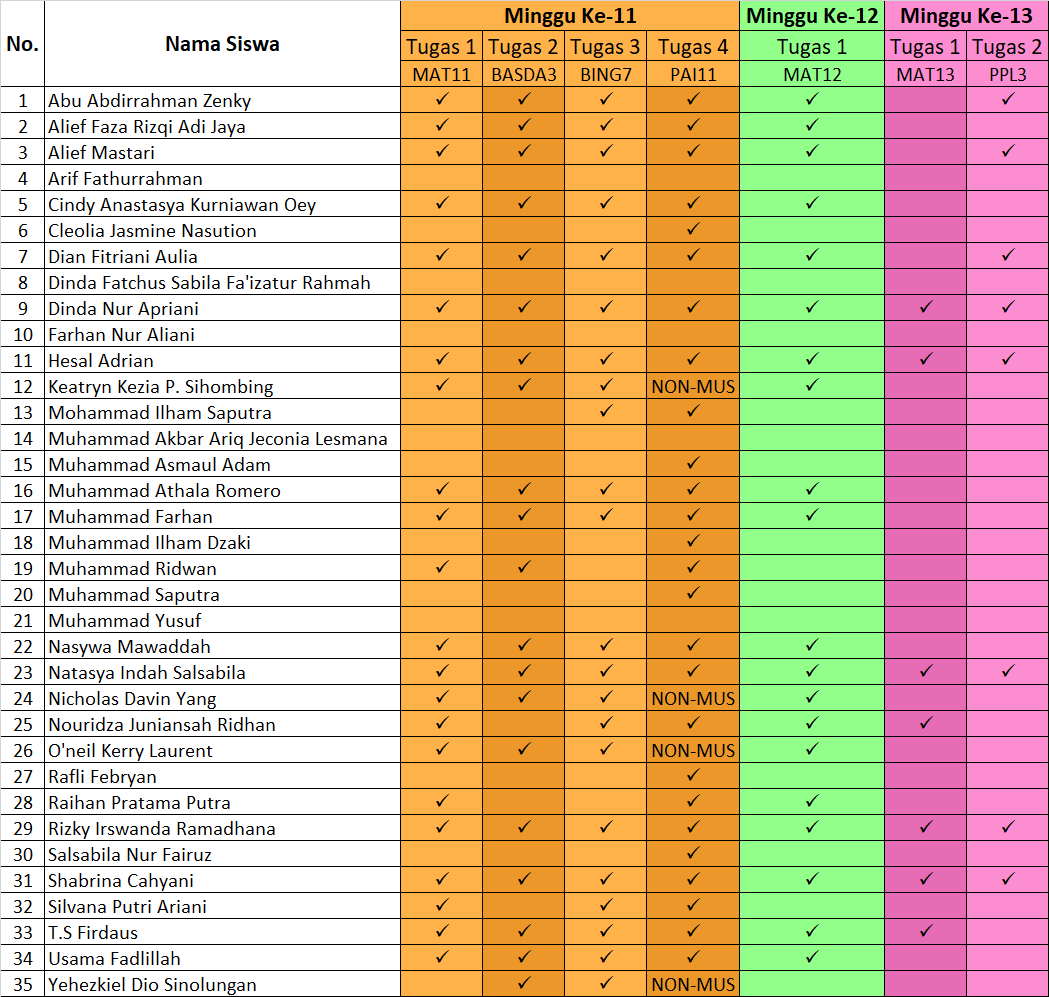 No. Nama Siswa Minggu Ke-11 Minggu Ke-12 Minggu Ke-13
Tugas 1 Tugas 2 Tugas 3 Tugas 4 Tugas 1 Tugas 1 Tugas 2
MAT11 BASDA3 BING7 PAI11 MAT12 MAT13 PPL3
1 Abu Abdirrahman Zenky ✓ ✓ ✓ ✓ ✓ ✓
2 Alief Faza Rizqi Adi Jaya ✓ ✓ ✓ ✓ ✓
3 Alief Mastari ✓ ✓ ✓ ✓ ✓ ✓
4 Arif Fathurrahman
5 Cindy Anastasya Kurniawan Oey ✓ ✓ ✓ ✓ ✓
6 Cleolia Jasmine Nasution ✓
7 Dian Fitriani Aulia ✓ ✓ ✓ ✓ ✓ ✓
8 Dinda Fatchus Sabila Fa'izatur Rahmah
9 Dinda Nur Apriani ✓ ✓ ✓ ✓ ✓ ✓ ✓
10 Farhan Nur Aliani
11 Hesal Adrian ✓ ✓ ✓ ✓ ✓ ✓ ✓
12 Keatryn Kezia P. Sihombing ✓ ✓ ✓ NON-MUS ✓
13 Mohammad Ilham Saputra ✓ ✓
14 Muhammad Akbar Ariq Jeconia Lesmana
15 Muhammad Asmaul Adam ✓
16 Muhammad Athala Romero ✓ ✓ ✓ ✓ ✓
17 Muhammad Farhan ✓ ✓ ✓ ✓ ✓
18 Muhammad Ilham Dzaki ✓
19 Muhammad Ridwan ✓ ✓ ✓
20 Muhammad Saputra ✓
21 Muhammad Yusuf
22 Nasywa Mawaddah ✓ ✓ ✓ ✓ ✓
23 Natasya Indah Salsabila ✓ ✓ ✓ ✓ ✓ ✓ ✓
24 Nicholas Davin Yang ✓ ✓ ✓ NON-MUS ✓
25 Nouridza Juniansah Ridhan ✓ ✓ ✓ ✓ ✓
26 O'neil Kerry Laurent ✓ ✓ ✓ NON-MUS ✓
27 Rafli Febryan ✓
28 Raihan Pratama Putra ✓ ✓ ✓
29 Rizky Irswanda Ramadhana ✓ ✓ ✓ ✓ ✓ ✓ ✓
30 Salsabila Nur Fairuz ✓
31 Shabrina Cahyani ✓ ✓ ✓ ✓ ✓ ✓ ✓
32 Silvana Putri Ariani ✓ ✓ ✓
33 T.S Firdaus ✓ ✓ ✓ ✓ ✓ ✓
34 Usama Fadlillah ✓ ✓ ✓ ✓ ✓
35 Yehezkiel Dio Sinolungan ✓ ✓ NON-MUS